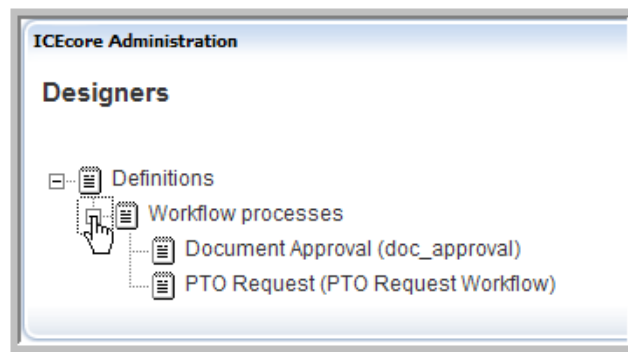 ICEcore Administration
Designers
Definitions
Workflow processes
Document Approval (doc_approval)
PTO Request (PTO Request Workflow)